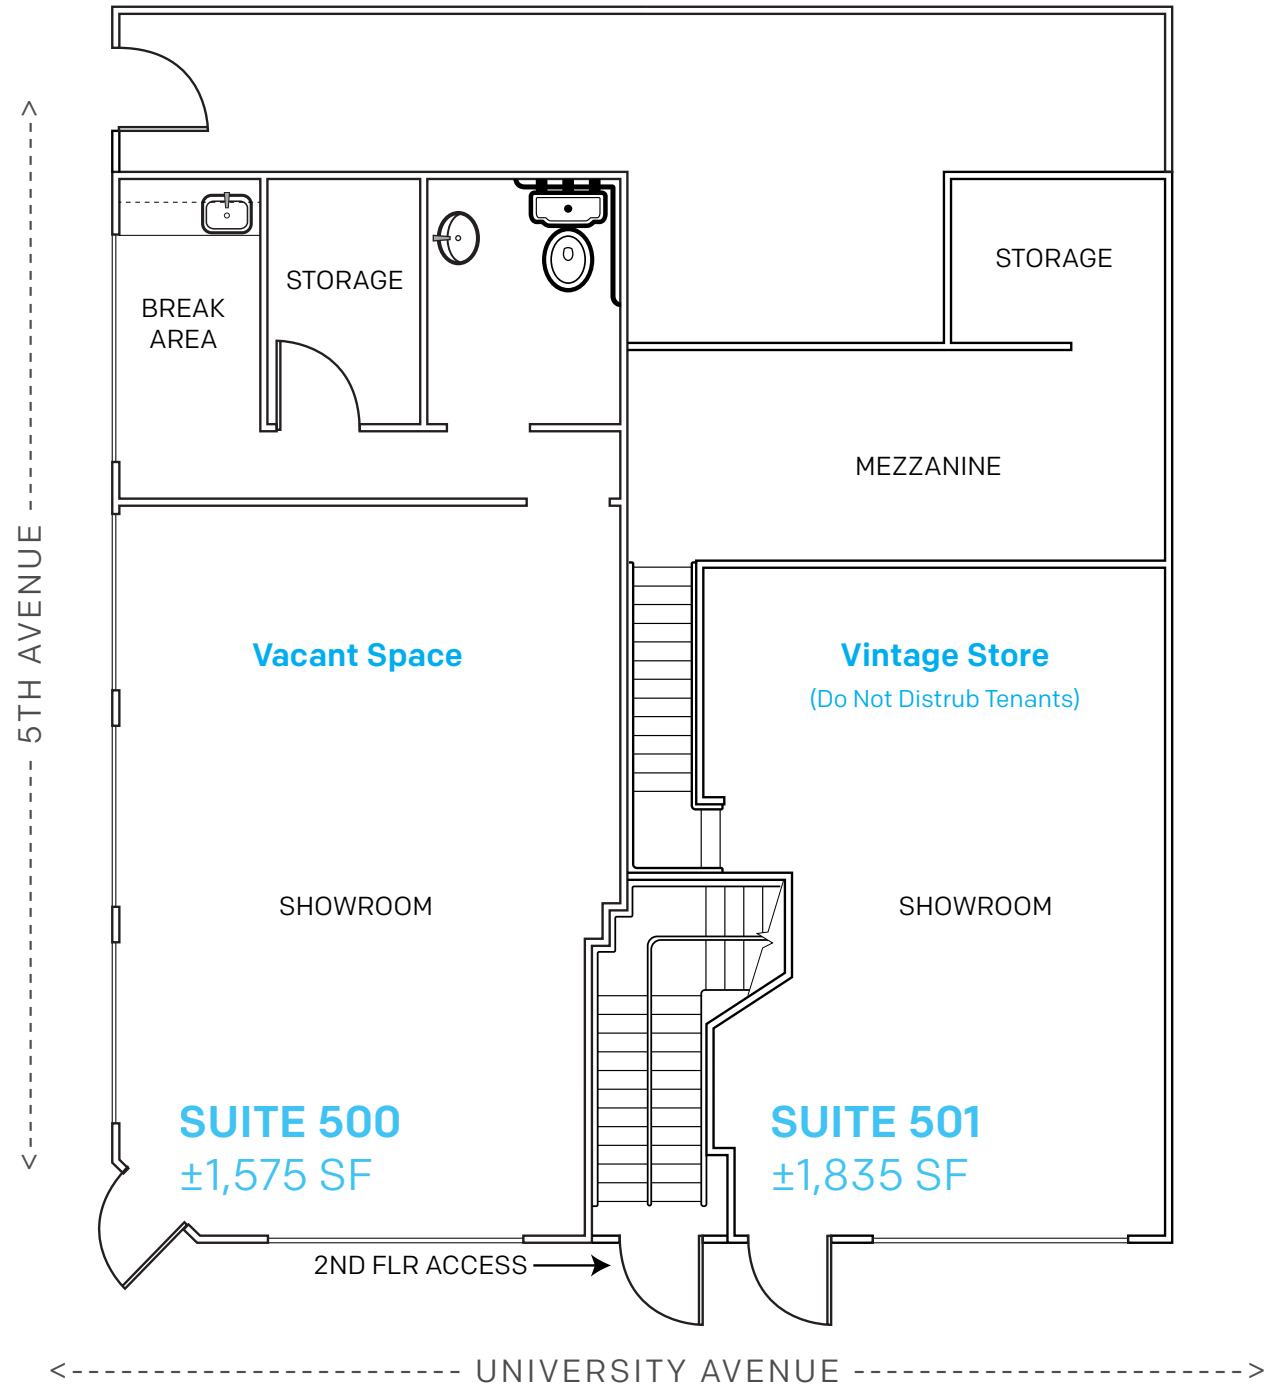 STORAGE
STORAGE
BREAK
AREA
MEZZANINE
5TH AVENUE
Vacant Space
Vintage Store
(Do Not Distrub Tenants)
SHOWROOM
SHOWROOM
SUITE 500
±1,575 SF
SUITE 501
±1,835 SF
2ND FLR ACCESS
UNIVERSITY AVENUE